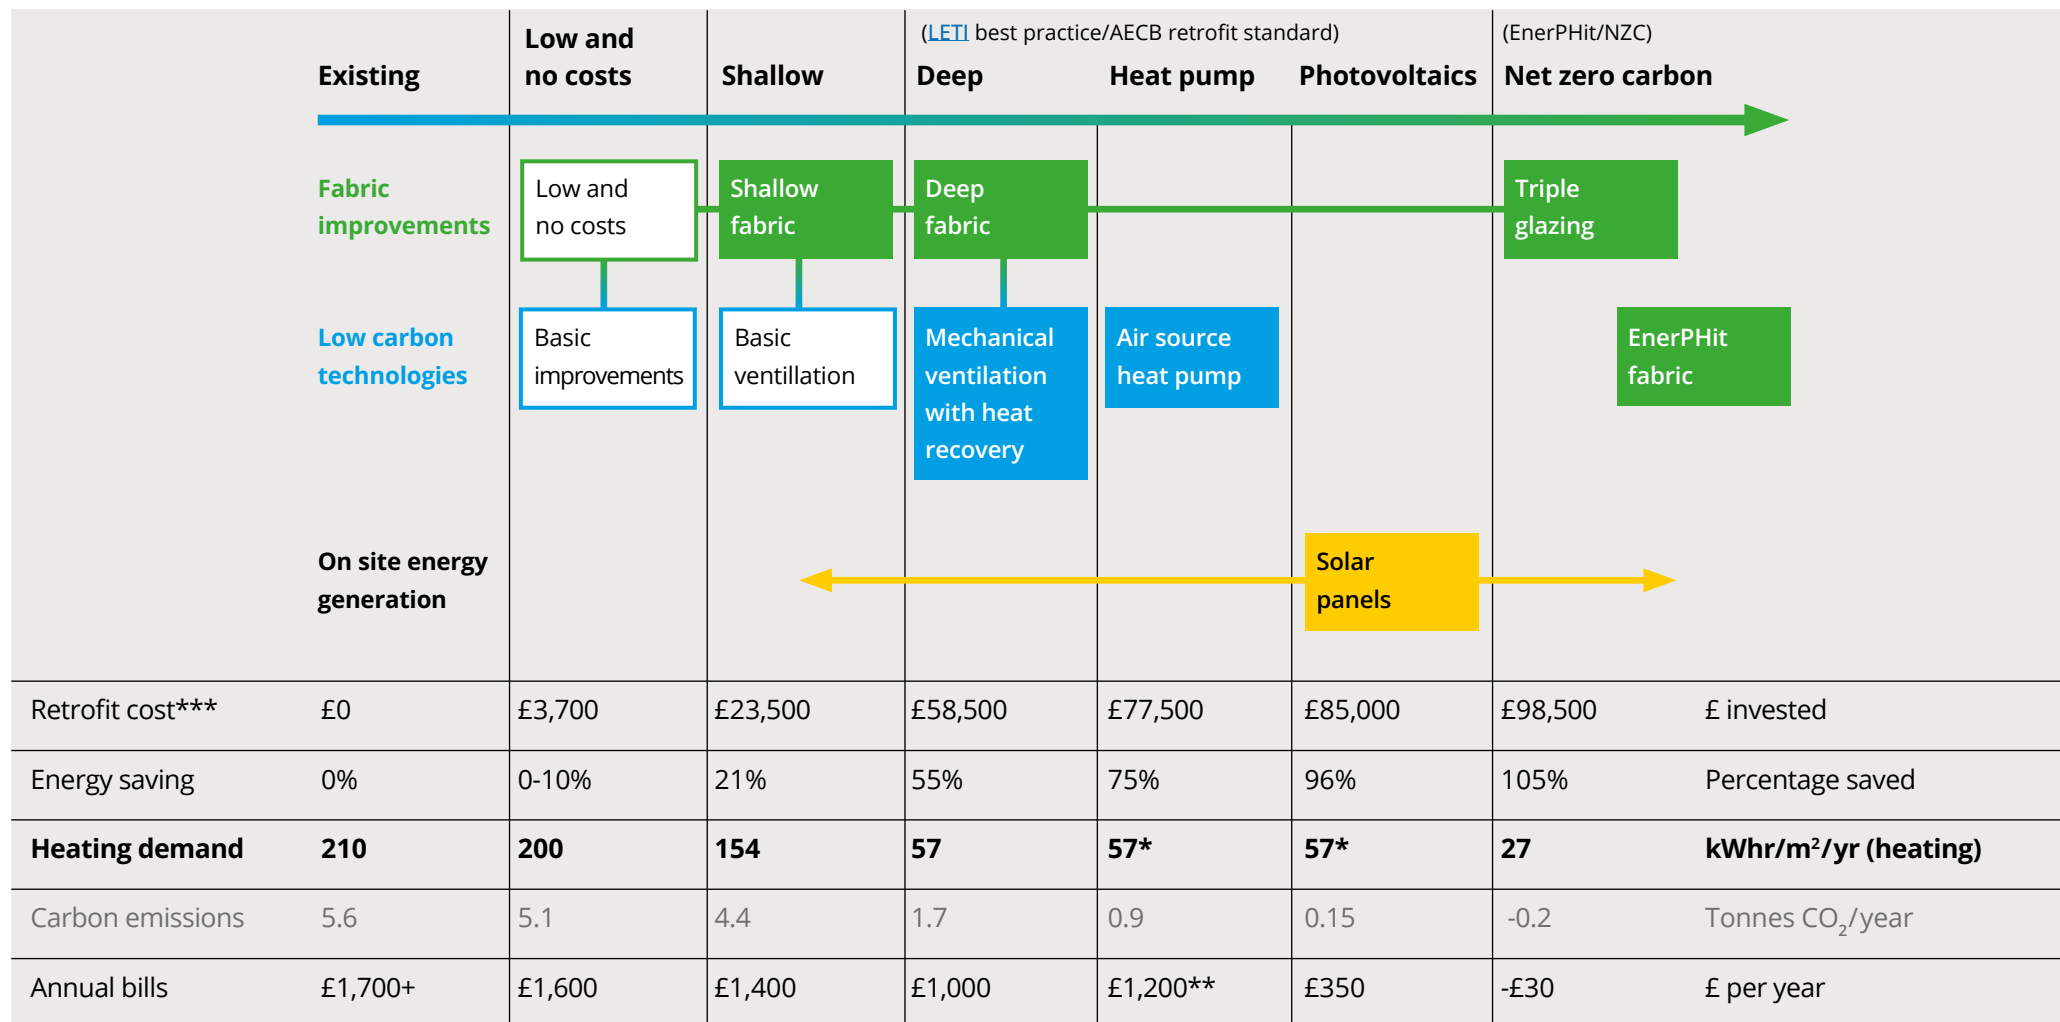 (LETI best practice/AECB retrofit standard)
(EnerPHit/NZC)
Low and
no costs
Existing
Shallow
Deep
Heat pump
Photovoltaics
Net zero carbon
Fabric
improvements
Low and
no costs
Shallow
fabric
Deep
fabric
Triple
glazing
Low carbon
technologies
Basic
improvements
Basic
ventillation
Mechanical
ventilation
with heat
recovery
Air source
heat pump
EnerPHit
fabric
On site energy
generation
Solar
panels
Retrofit cost*** £0 £3,700 £23,500 £58,500 £77,500 £85,000 £98,500 £ invested
Energy saving 0% 0-10% 21% 55% 75% 96% 105% Percentage saved
Heating demand 210 200 154 57 57* 57* 27 kWhr/m²/yr (heating)
Carbon emissions 5.6 5.1 4.4 1.7 0.9 0.15 -0.2 Tonnes CO₂/year
Annual bills £1,700+ £1,600 £1,400 £1,000 £1,200** £350 -£30 £ per year